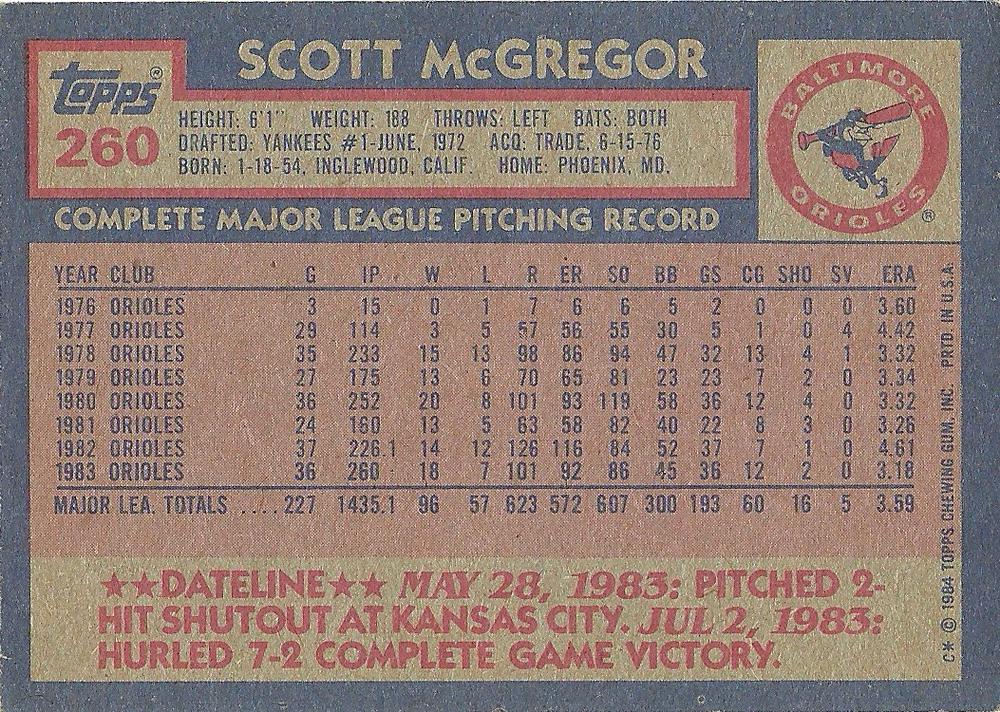 SCOTT McGREGOR
Topps®
260
HEIGHT: 6'1" WEIGHT: 188 THROWS: LEFT BATS: BOTH
DRAFTED: YANKEES #1-JUNE, 1972 ACQ: TRADE, 6-15-76
BORN: 1-18-54, INGLEWOOD, CALIF. HOME: PHOENIX, MD.
BALTIMORE
ORIOLES ®
COMPLETE MAJOR LEAGUE PITCHING RECORD
YEAR CLUB G IP W L R ER SO BB GS CG SHO SV ERA
1976 ORIOLES 3 15 0 1 7 6 6 5 2 0 0 0 3.60
1977 ORIOLES 29 114 3 5 57 56 55 30 5 1 0 4 4.42
1978 ORIOLES 35 233 15 13 98 86 94 47 32 13 4 1 3.32
1979 ORIOLES 27 175 13 6 70 65 81 23 23 7 2 0 3.34
1980 ORIOLES 36 252 20 8 101 93 119 58 36 12 4 0 3.32
1981 ORIOLES 24 160 13 5 63 58 82 40 22 8 3 0 3.26
1982 ORIOLES 37 226.1 14 12 126 116 84 52 37 7 1 0 4.61
1983 ORIOLES 36 260 18 7 101 92 86 45 36 12 2 0 3.18
MAJOR LEA. TOTALS ....227 1435.1 96 57 623 572 607 300 193 60 16 5 3.59
★★DATELINE★★ MAY 28, 1983: PITCHED 2-
HIT SHUTOUT AT KANSAS CITY. JUL 2, 1983:
HURLED 7-2 COMPLETE GAME VICTORY.
C* © 1984 TOPPS CHEWING GUM, INC. PRTD IN U.S.A.